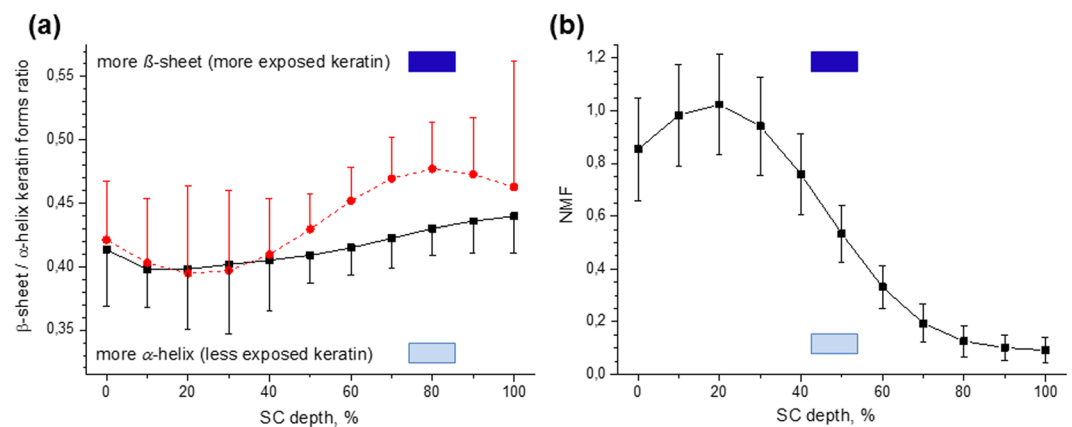 (a)
more ß-sheet (more exposed keratin)
0,55
0,50
0,45
0,40
0,35
β-sheet / α-helix keratin forms ratio
more α-helix (less exposed keratin)
0 20 40 60 80 100
SC depth, %
(b)
1,2
1,0
0,8
0,6
0,4
0,2
0,0
NMF
0 20 40 60 80 100
SC depth, %